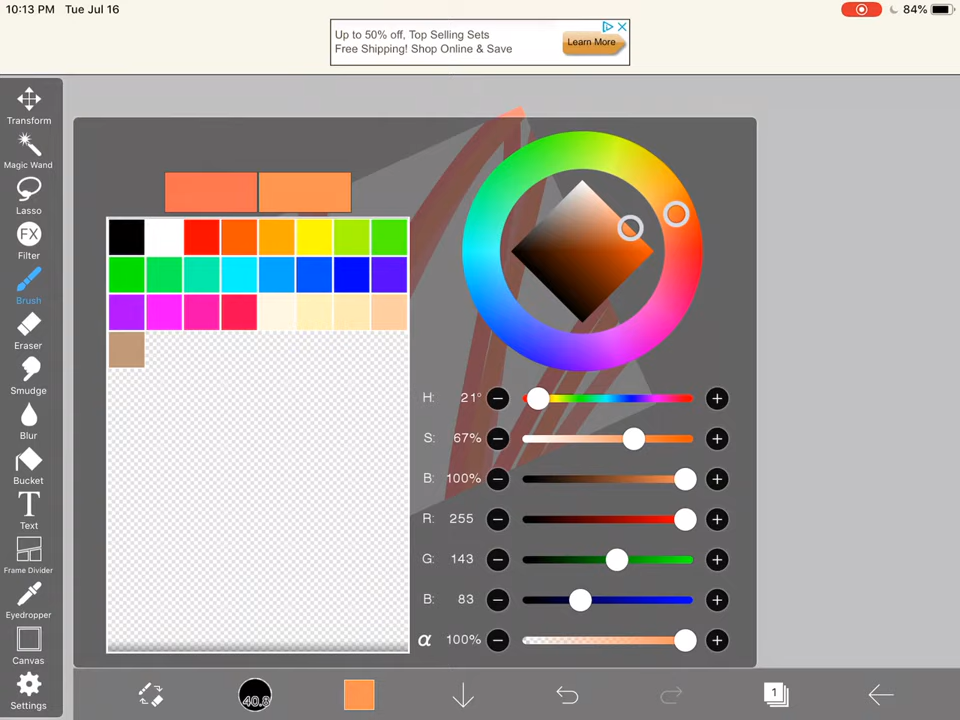 10:13 PM Tue Jul 16
84%
Up to 50% off, Top Selling Sets
Free Shipping! Shop Online & Save
Learn More
Transform
Magic Wand
Lasso
FX
Filter
Brush
Eraser
Smudge
Blur
Bucket
T
Text
Frame Divider
Eyedropper
Canvas
Settings
H: 21°
S: 67%
B: 100%
R: 255
G: 143
B: 83
α 100%
40.8
1